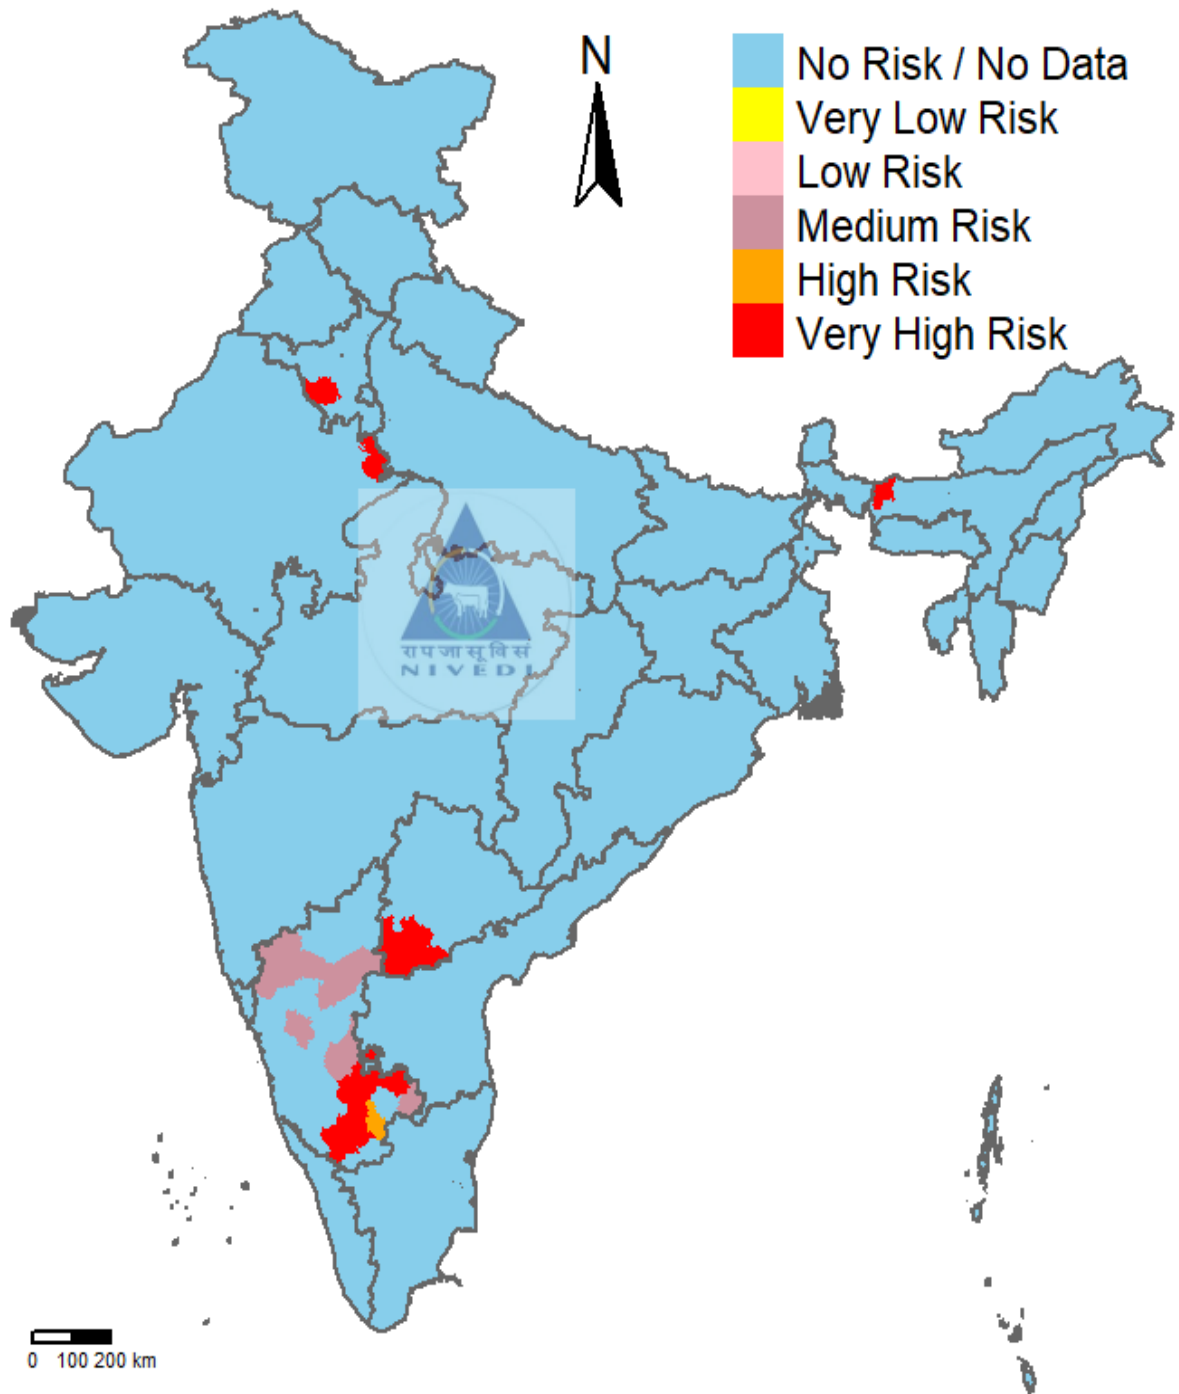 N
No Risk / No Data
Very Low Risk
Low Risk
Medium Risk
High Risk
Very High Risk
रापजासूविसं
NIVEDI
0 100 200 km